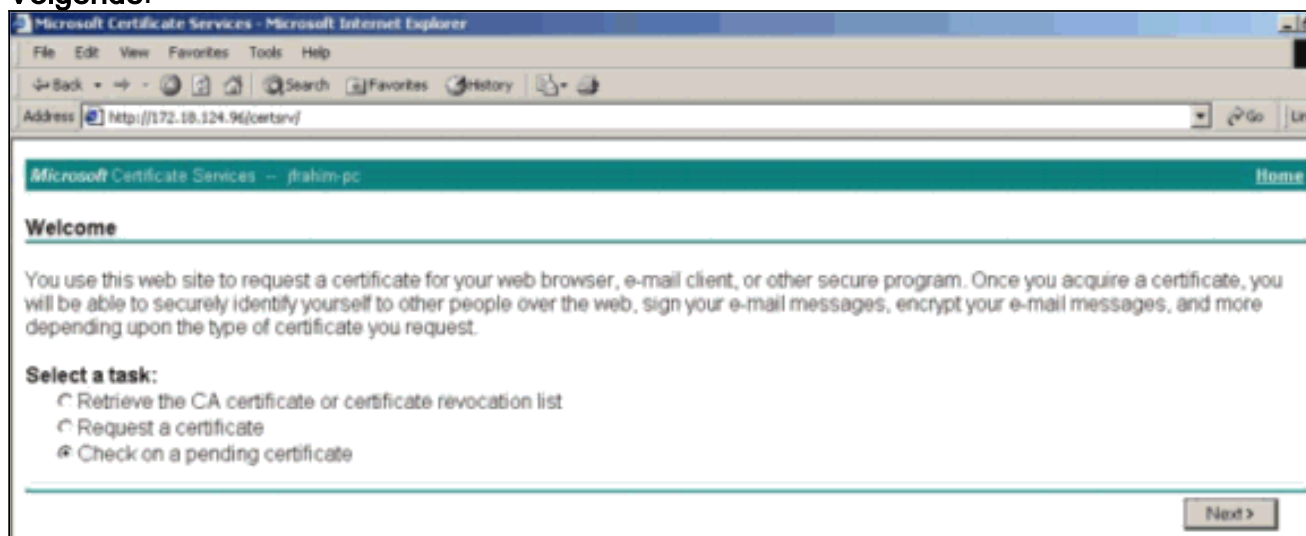 Volgende.
Microsoft Certificate Services - Microsoft Internet Explorer
File Edit View Favorites Tools Help
Back Search Favorites History
Address http://172.18.124.96/certsrv/ Go
Microsoft Certificate Services -- jfrahim-pc Home
Welcome
You use this web site to request a certificate for your web browser, e-mail client, or other secure program. Once you acquire a certificate, you
will be able to securely identify yourself to other people over the web, sign your e-mail messages, encrypt your e-mail messages, and more
depending upon the type of certificate you request.
Select a task:
Retrieve the CA certificate or certificate revocation list
Request a certificate
Check on a pending certificate
Next >